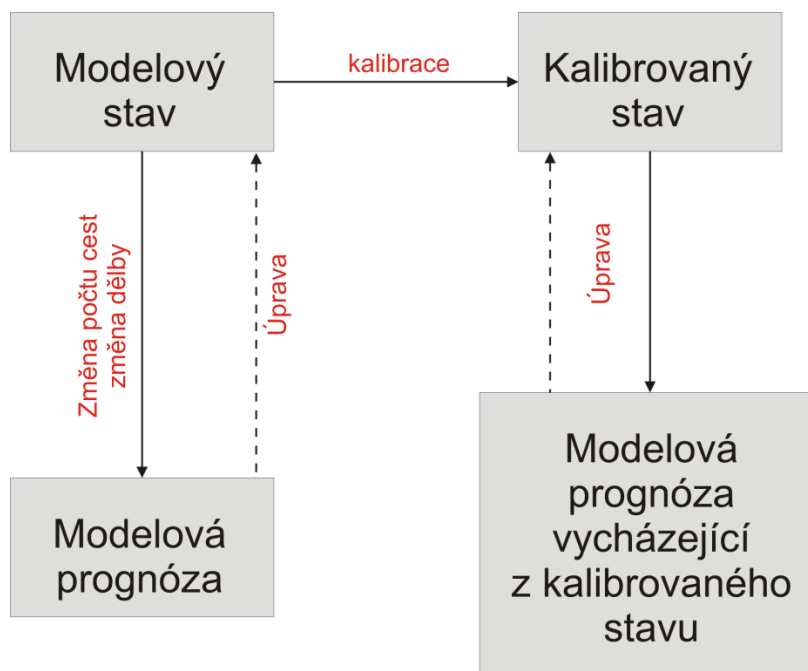 Modelový
stav
kalibrace
Kalibrovaný
stav
Změna počtu cest
změna dělby
Úprava
Úprava
Modelová
prognóza
Modelová
prognóza
vycházející
z kalibrovaného
stavu